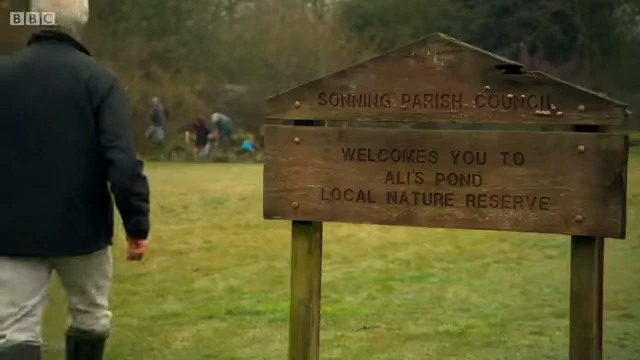 BBC
SONNING PARISH COUNCIL
WELCOMES YOU TO
ALI'S POND
LOCAL NATURE RESERVE